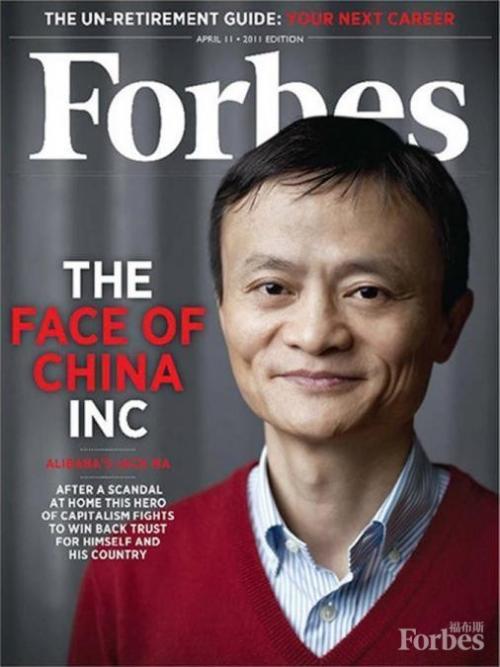 THE UN-RETIREMENT GUIDE: YOUR NEXT CAREER
APRIL 11 • 2011 EDITION
Forbes
THE
FACE OF
CHINA
INC
ALIBABA'S JACK MA
AFTER A SCANDAL
AT HOME THIS HERO
OF CAPITALISM FIGHTS
TO WIN BACK TRUST
FOR HIMSELF AND
HIS COUNTRY
福布斯
Forbes